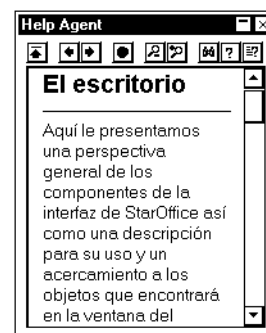 Help Agent
El escritorio
Aquí le presentamos
una perspectiva
general de los
componentes de la
interfaz de StarOffice así
como una descripción
para su uso y un
acercamiento a los
objetos que encontrará
en la ventana del